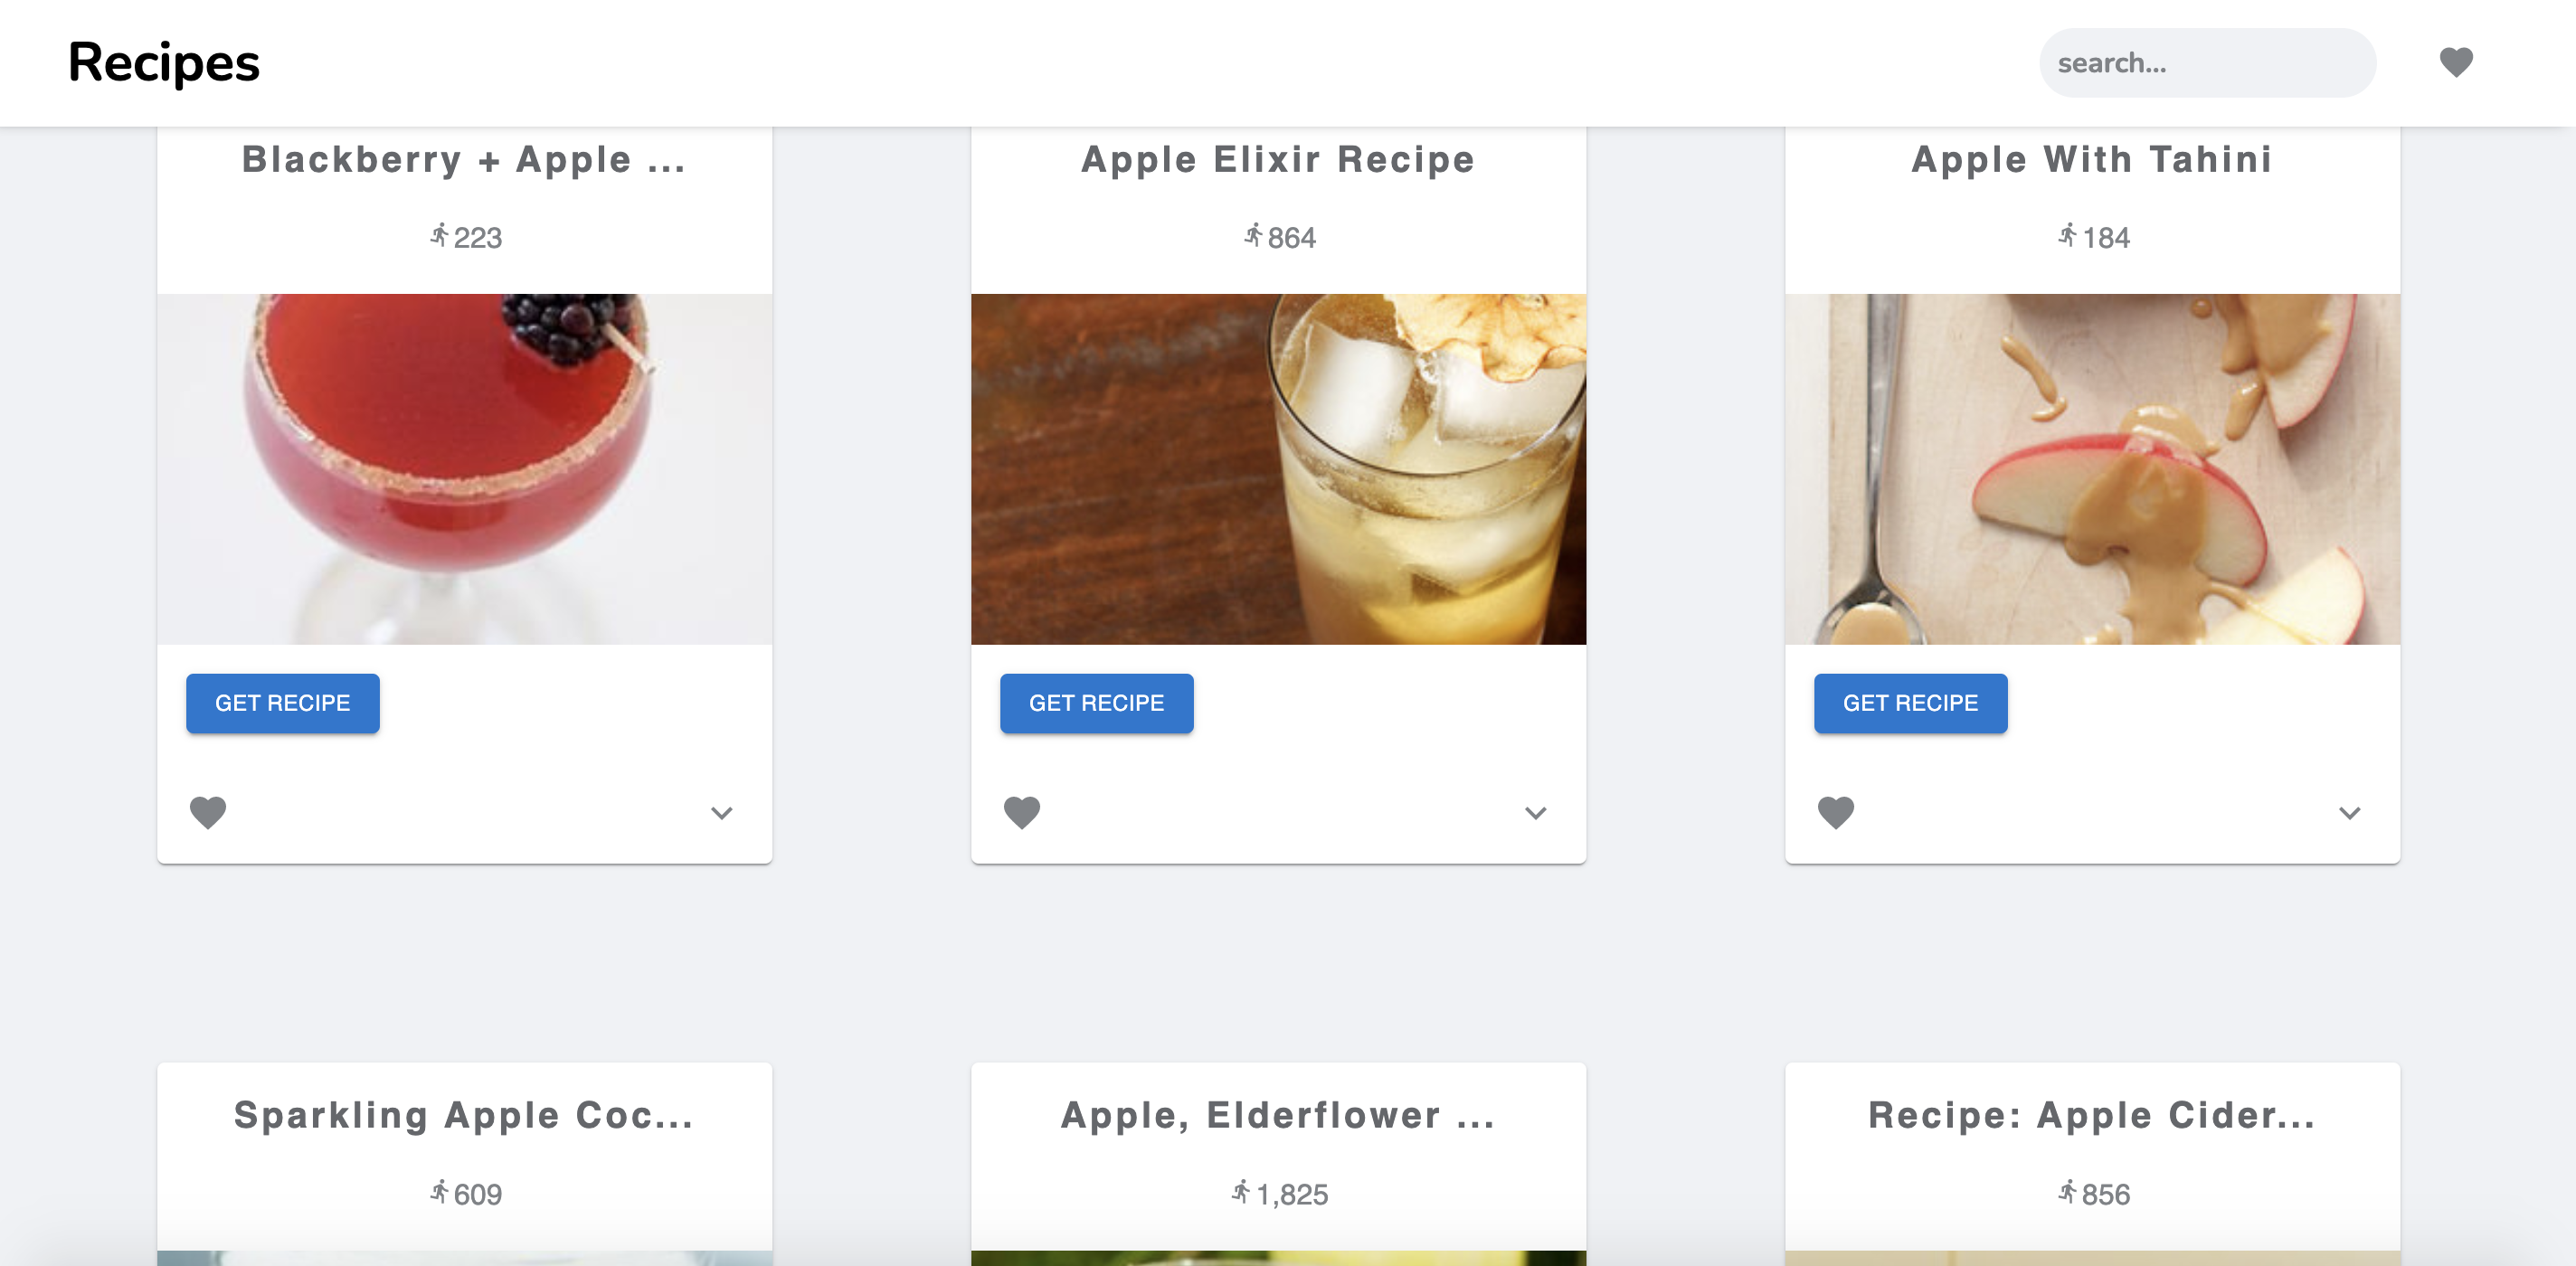 Recipes
search...
Blackberry + Apple ...
223
Apple Elixir Recipe
864
Apple With Tahini
184
GET RECIPE
GET RECIPE
GET RECIPE
Sparkling Apple Coc...
609
Apple, Elderflower ...
1,825
Recipe: Apple Cider...
856